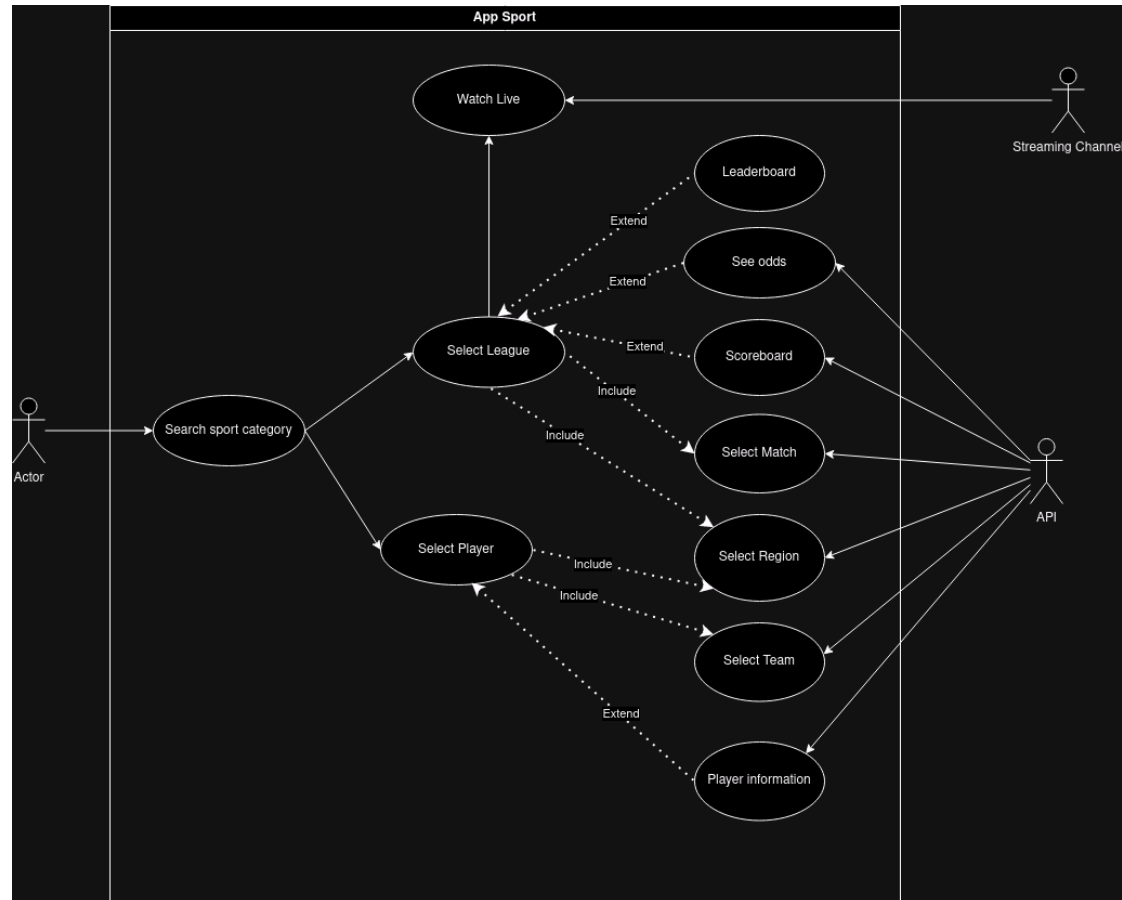 App Sport
Watch Live
Streaming Channel
Leaderboard
Extend
See odds
Extend
Select League
Extend
Scoreboard
Include
Search sport category
Include
Select Match
Actor
API
Select Player
Include
Select Region
Include
Select Team
Extend
Player information